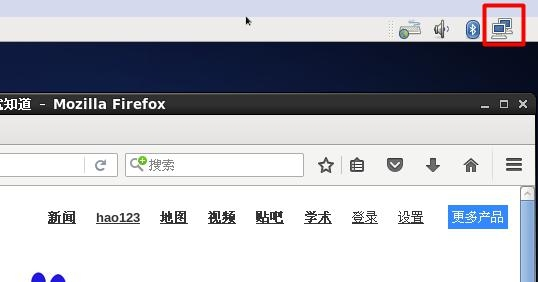 知道 - Mozilla Firefox
搜索
新闻 hao123 地图 视频 贴吧 学术 登录 设置 更多产品